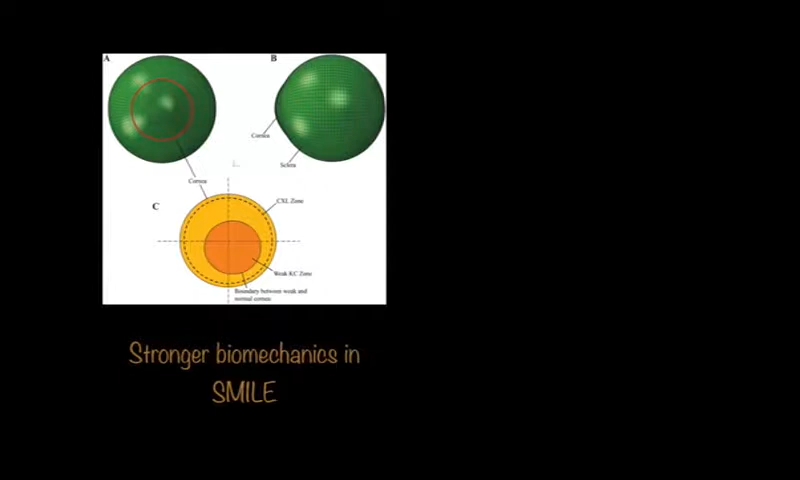 A
B
Cornea
Sclera
Cornea
C
CXL Zone
Weak KC Zone
Boundary between weak and
normal cornea
Stronger biomechanics in
SMILE